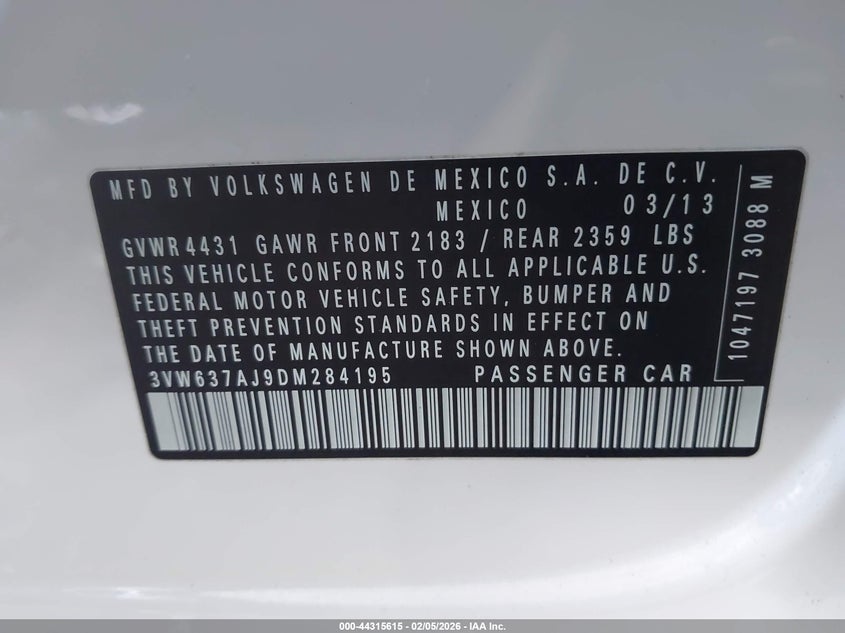 MFD BY VOLKSWAGEN DE MEXICO S.A. DE C.V.
MEXICO 03/13
GVWR 4431 GAWR FRONT 2183 / REAR 2359 LBS
THIS VEHICLE CONFORMS TO ALL APPLICABLE U.S.
FEDERAL MOTOR VEHICLE SAFETY, BUMPER AND
THEFT PREVENTION STANDARDS IN EFFECT ON
THE DATE OF MANUFACTURE SHOWN ABOVE.
3VW637AJ9DM284195 PASSENGER CAR
1047197 3088 M
000-44315615 - 02/05/2026 - IAA Inc.